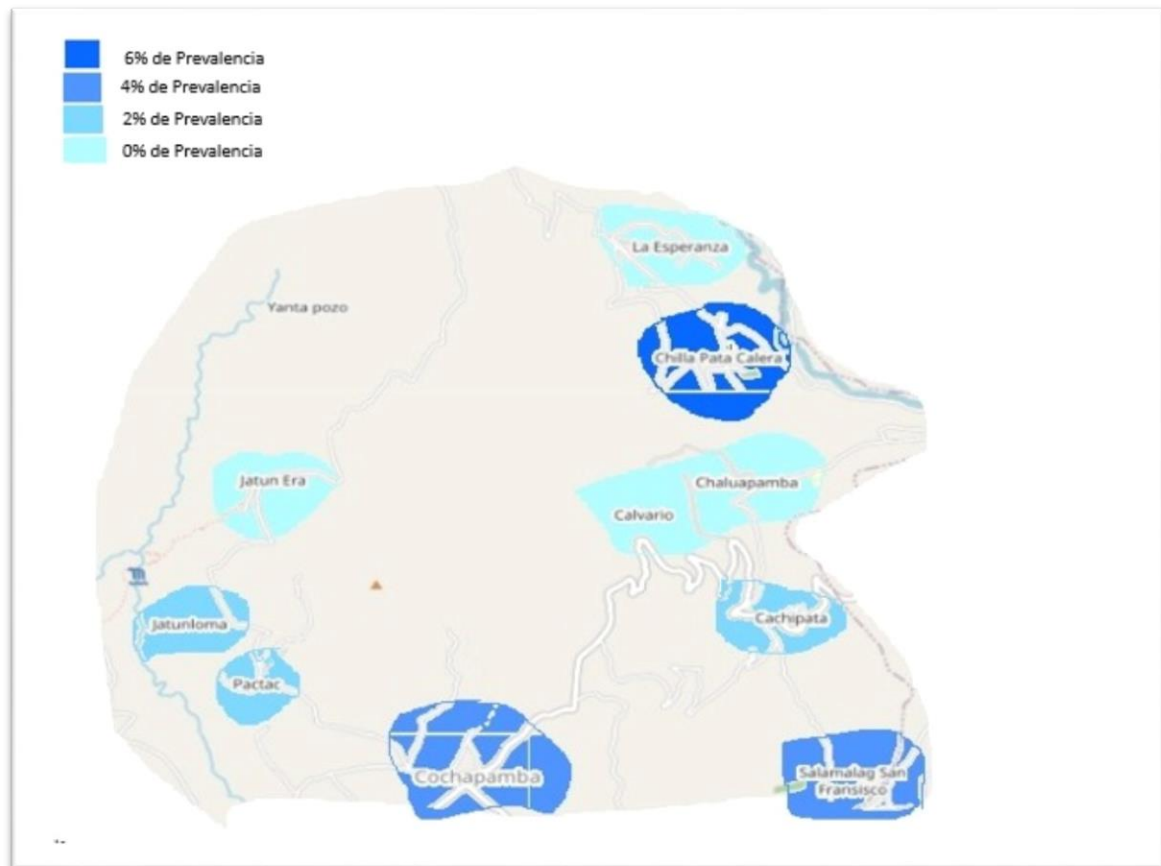 6% de Prevalencia
4% de Prevalencia
2% de Prevalencia
0% de Prevalencia
La Esperanza
Yanta pozo
Chilla Pata Calera
Jatun Era
Chaluapamba
Calvario
Jatunloma
Cachipata
Pactac
Cochapamba
Salamalag San
Fransisco